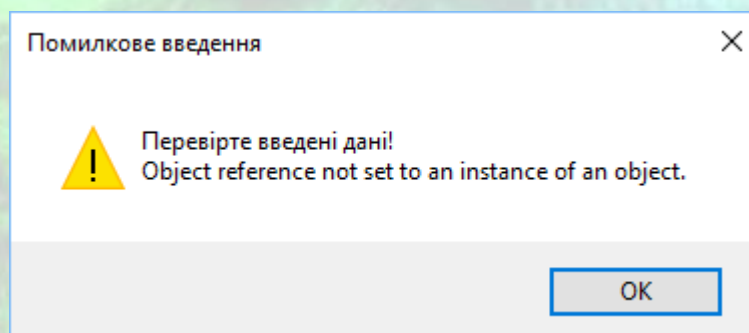 Помилкове введення
Перевірте введені дані!
Object reference not set to an instance of an object.
OK